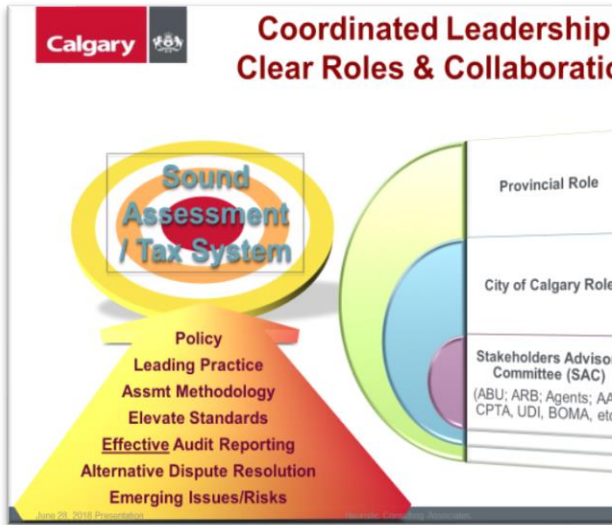 Calgary
Coordinated Leadership
Clear Roles & Collaboratio
Sound
Assessment
/ Tax System
Policy
Leading Practice
Assmt Methodology
Elevate Standards
Effective Audit Reporting
Alternative Dispute Resolution
Emerging Issues/Risks
Provincial Role
City of Calgary Role
Stakeholders Advisor
Committee (SAC)
(ABU; ARB; Agents; AA
CPTA, UDI, BOMA, etc
June 28, 2016 Presentation
Associates